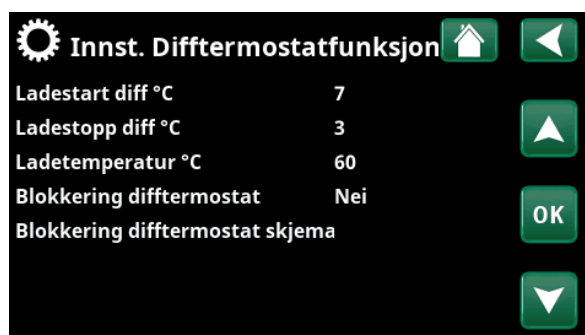 Innst. Difftermostatfunksjon
Ladestart diff °C 7
Ladestopp diff °C 3
Ladetemperatur °C 60
Blokkering difftermostat Nei
Blokkering difftermostat skjema
OK